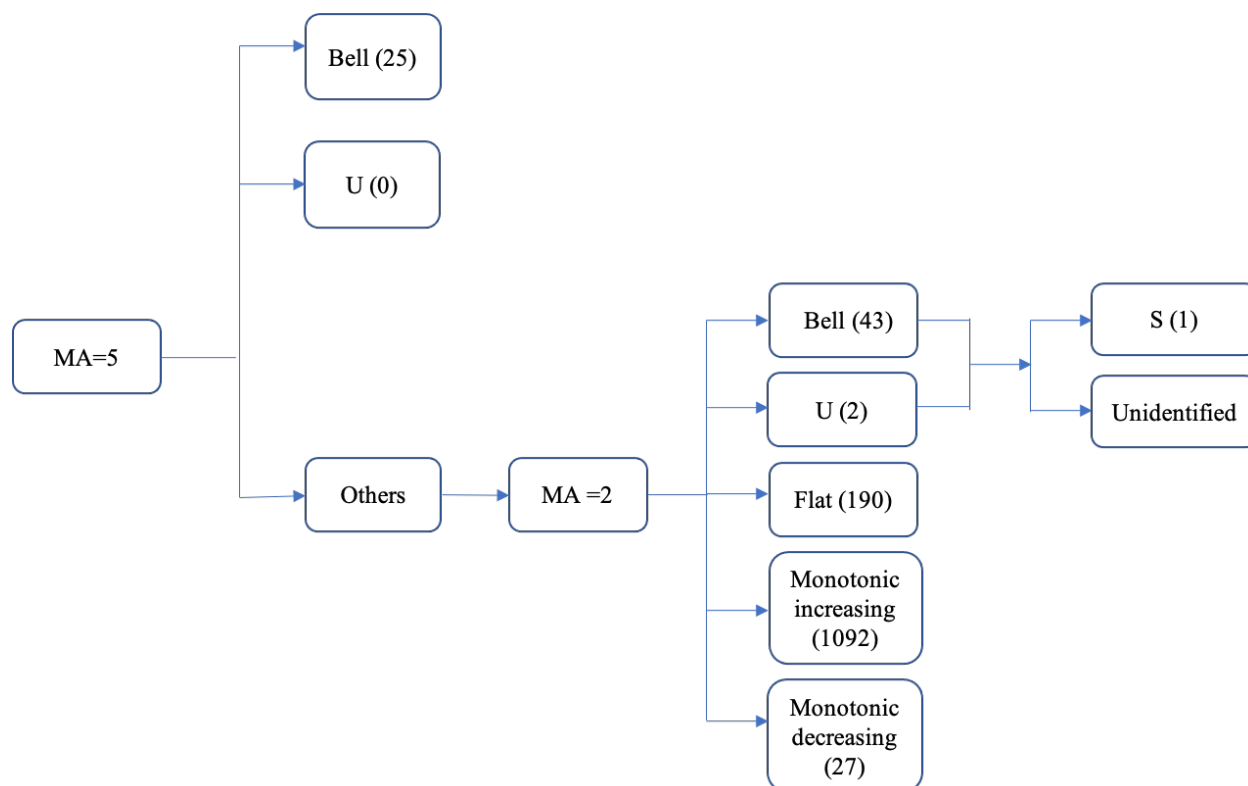 Bell (25)
U (0)
MA=5
Others
MA =2
Bell (43)
U (2)
Flat (190)
Monotonic
increasing
(1092)
Monotonic
decreasing
(27)
S (1)
Unidentified